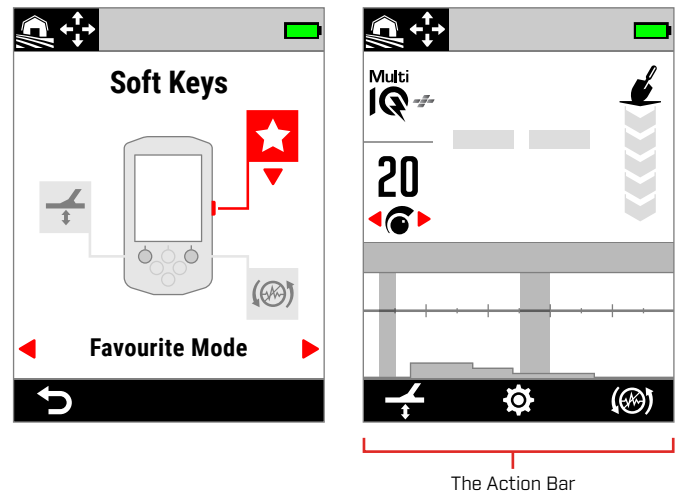 Soft Keys
Favourite Mode
Multi
IQ
20
The Action Bar